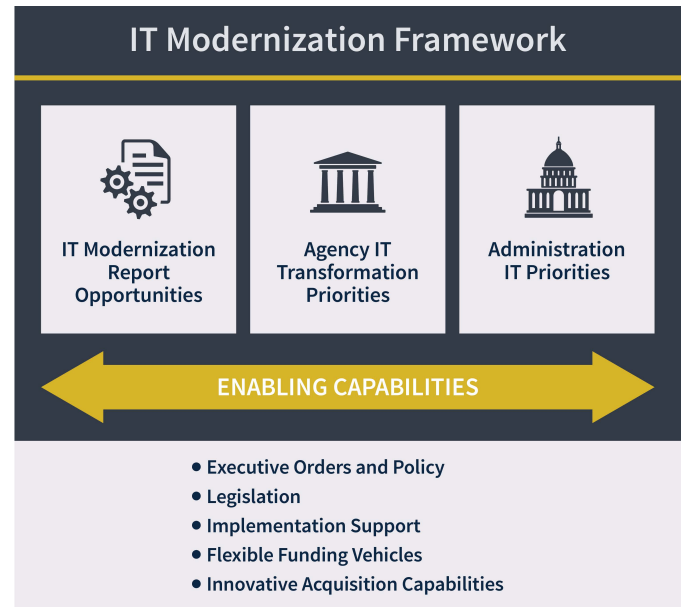 IT Modernization Framework
IT Modernization
Report
Opportunities
Agency IT
Transformation
Priorities
Administration
IT Priorities
ENABLING CAPABILITIES
• Executive Orders and Policy
• Legislation
• Implementation Support
• Flexible Funding Vehicles
• Innovative Acquisition Capabilities